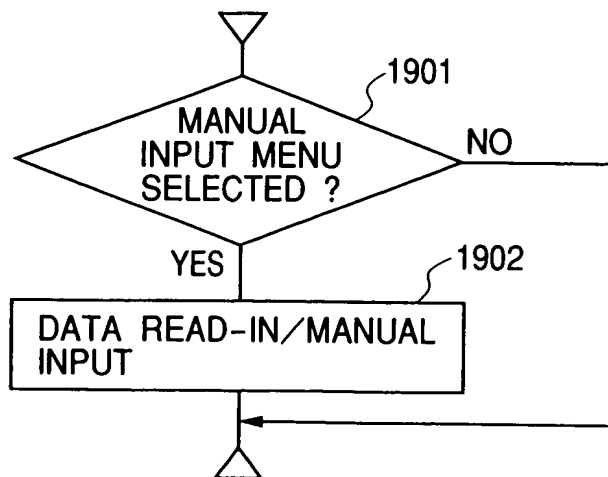 1901
MANUAL
INPUT MENU
SELECTED ?
NO
YES
1902
DATA READ-IN/MANUAL
INPUT